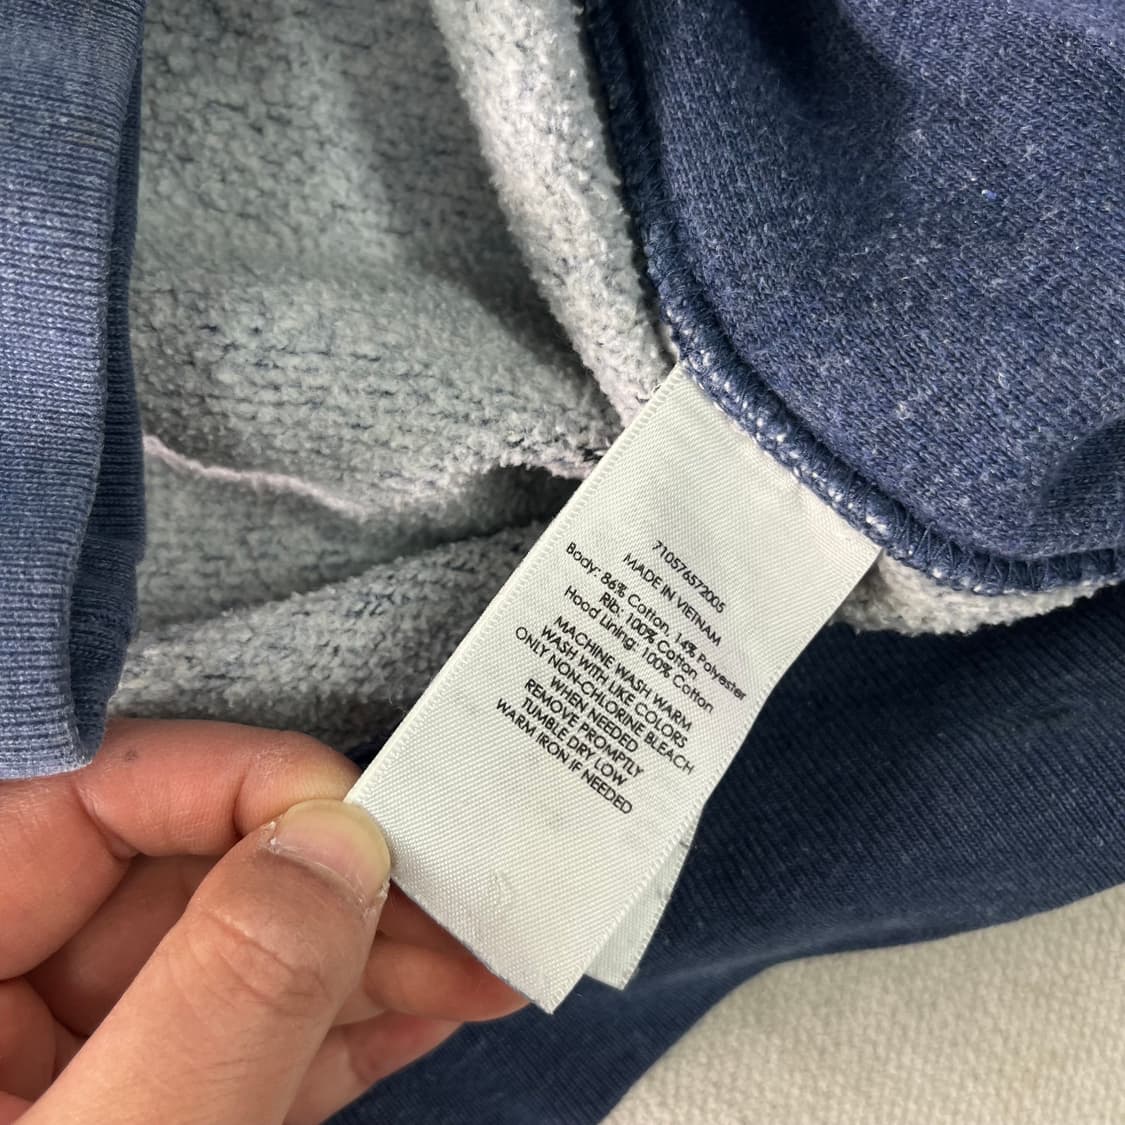 710576572005
MADE IN VIETNAM
Body: 86% Cotton, 14% Polyester
Rib: 100% Cotton
Hood Lining: 100% Cotton
MACHINE WASH WARM
WASH WITH LIKE COLORS
ONLY NON-CHLORINE BLEACH
WHEN NEEDED
REMOVE PROMPTLY
TUMBLE DRY LOW
WARM IRON IF NEEDED